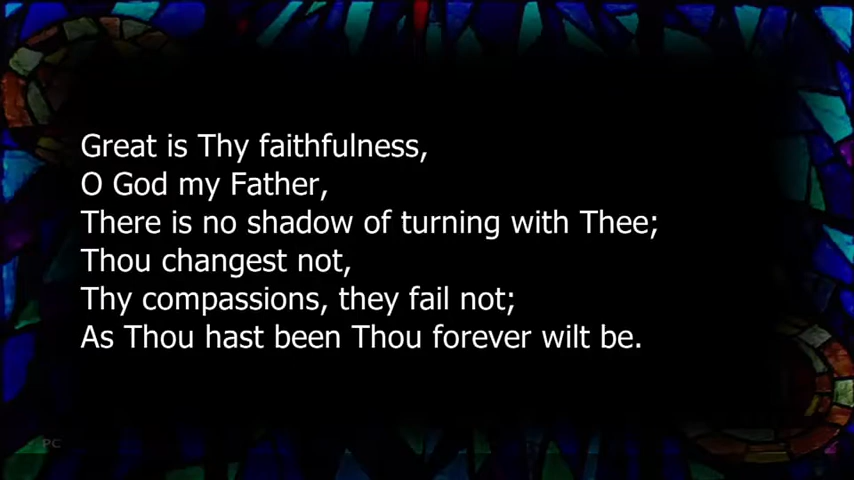 Great is Thy faithfulness,
O God my Father,
There is no shadow of turning with Thee;
Thou changest not,
Thy compassions, they fail not;
As Thou hast been Thou forever wilt be.
PC